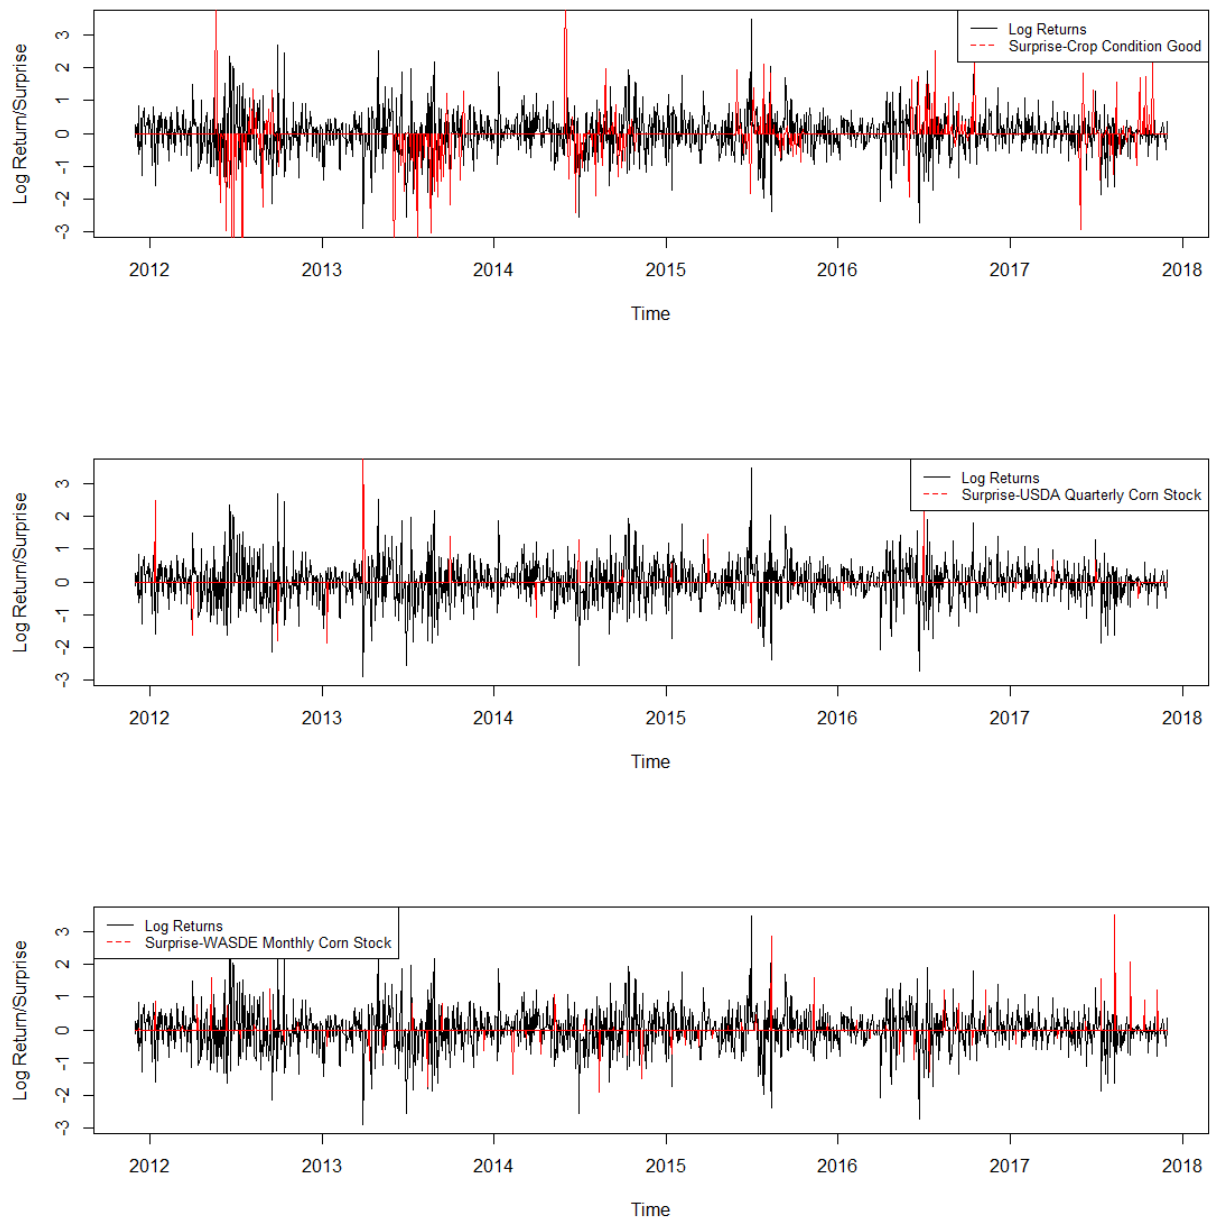 Log Returns
Surprise-Crop Condition Good
Log Return/Surprise
3
2
1
0
-1
-2
-3
2012 2013 2014 2015 2016 2017 2018
Time
Log Returns
Surprise-USDA Quarterly Corn Stock
Log Return/Surprise
3
2
1
0
-1
-2
-3
2012 2013 2014 2015 2016 2017 2018
Time
Log Returns
Surprise-WASDE Monthly Corn Stock
Log Return/Surprise
3
2
1
0
-1
-2
-3
2012 2013 2014 2015 2016 2017 2018
Time